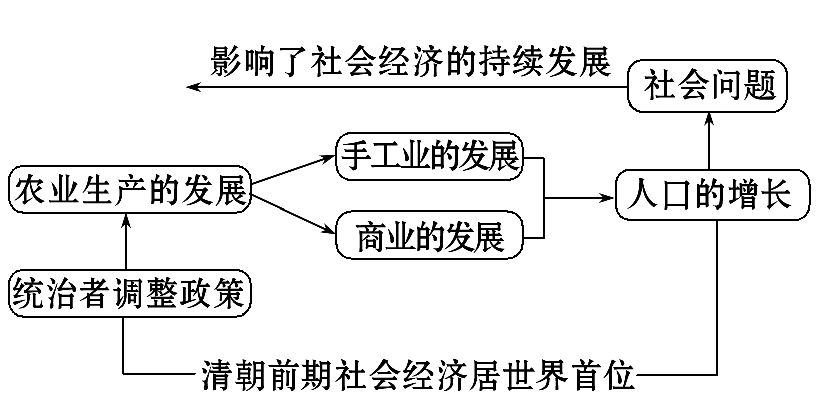 影响了社会经济的持续发展
社会问题
手工业的发展
农业生产的发展
人口的增长
商业的发展
统治者调整政策
清朝前期社会经济居世界首位